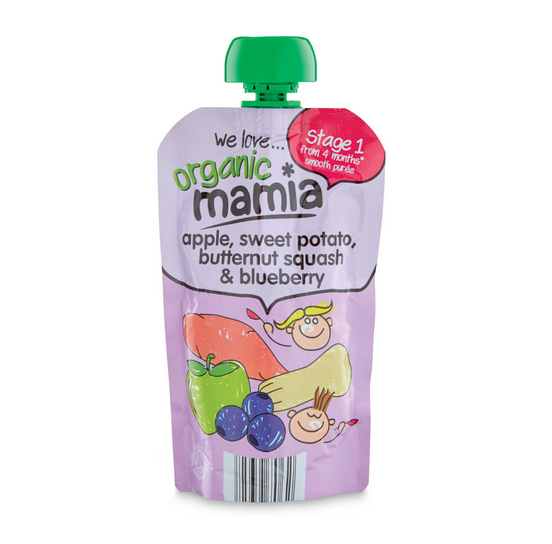 we love...
organic
mamia
Stage 1
from 4 months*
smooth purée
apple, sweet potato,
butternut squash
& blueberry